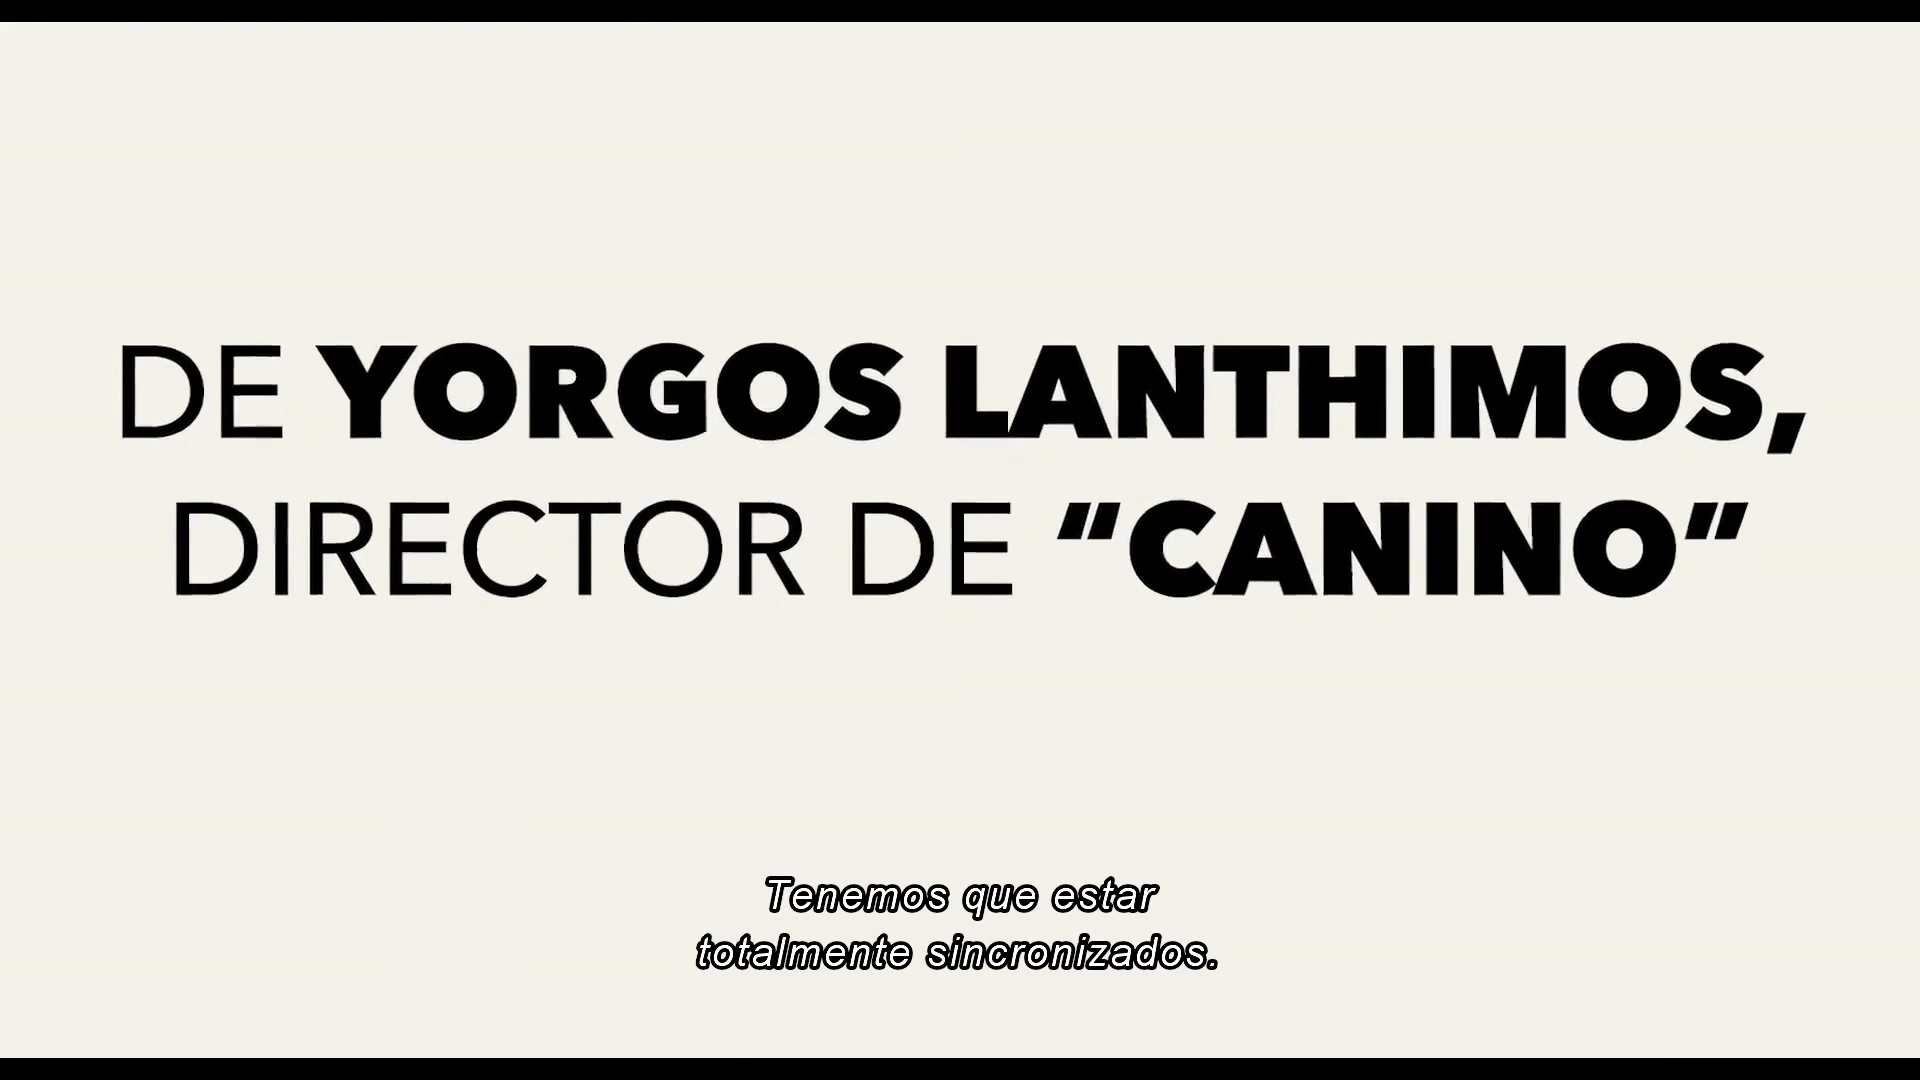 DE YORGOS LANTHIMOS,
DIRECTOR DE “CANINO”
Tenemos que estar
totalmente sincronizados.